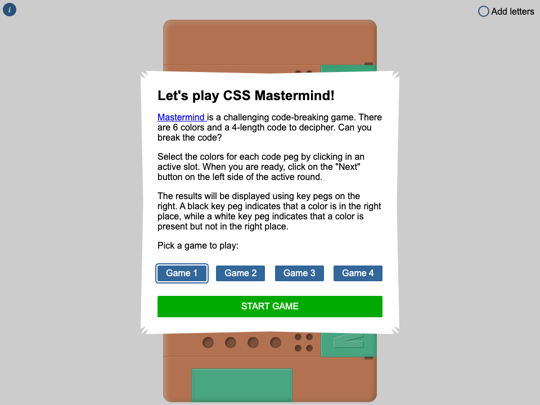 i
Add letters
Let's play CSS Mastermind!
Mastermind is a challenging code-breaking game. There
are 6 colors and a 4-length code to decipher. Can you
break the code?
Select the colors for each code peg by clicking in an
active slot. When you are ready, click on the "Next"
button on the left side of the active round.
The results will be displayed using key pegs on the
right. A black key peg indicates that a color is in the right
place, while a white key peg indicates that a color is
present but not in the right place.
Pick a game to play:
Game 1 Game 2 Game 3 Game 4
START GAME